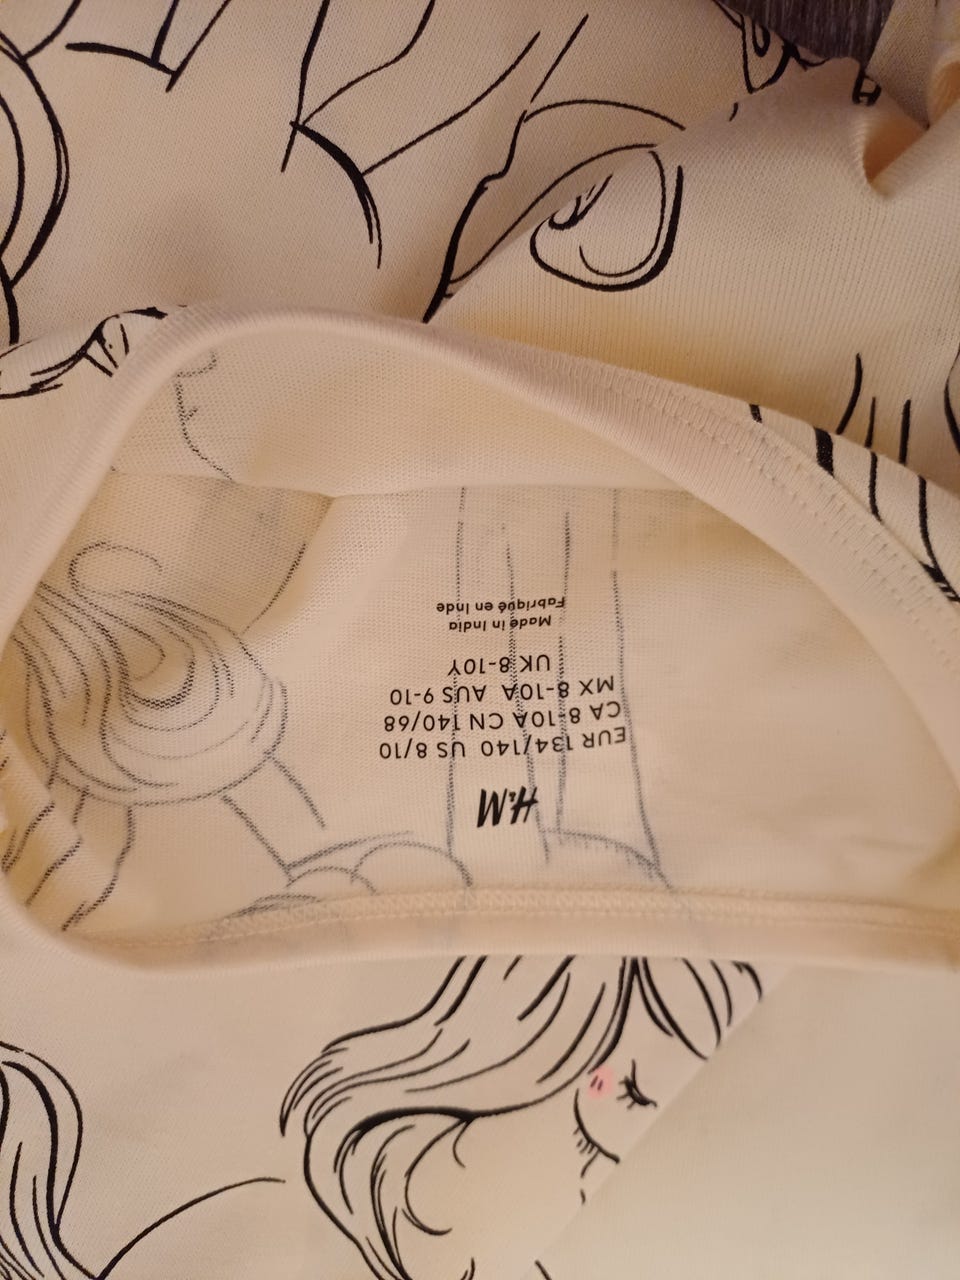 H&M
EUR 134/140 US 8/10
CA 8-10A CN 140/68
MX 8-10A AUS 9-10
UK 8-10Y
Made in India
Fabriqué en Inde